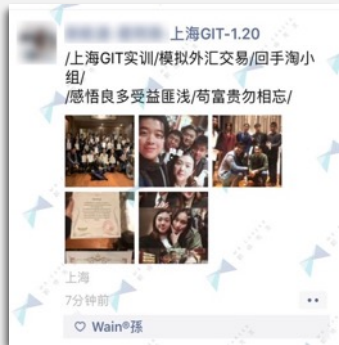 上海GIT-1.20
/上海GIT实训/模拟外汇交易/回手淘小
组/
/感悟良多受益匪浅/苟富贵勿相忘/
上海
7分钟前
Wain®孫